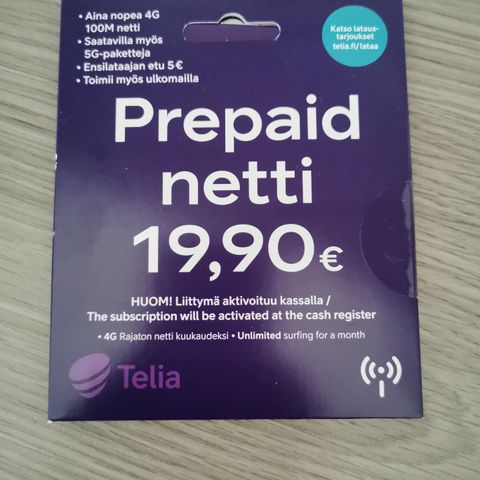 • Aina nopea 4G
100M netti
• Saatavilla myös
5G-paketteja
• Ensilataajan etu 5 €
• Toimii myös ulkomailla
Katso lataus-
tarjoukset
telia.fi/lataa
Prepaid
netti
19,90€
HUOM! Liittymä aktivoituu kassalla /
The subscription will be activated at the cash register
• 4G Rajaton netti kuukaudeksi • Unlimited surfing for a month
Telia